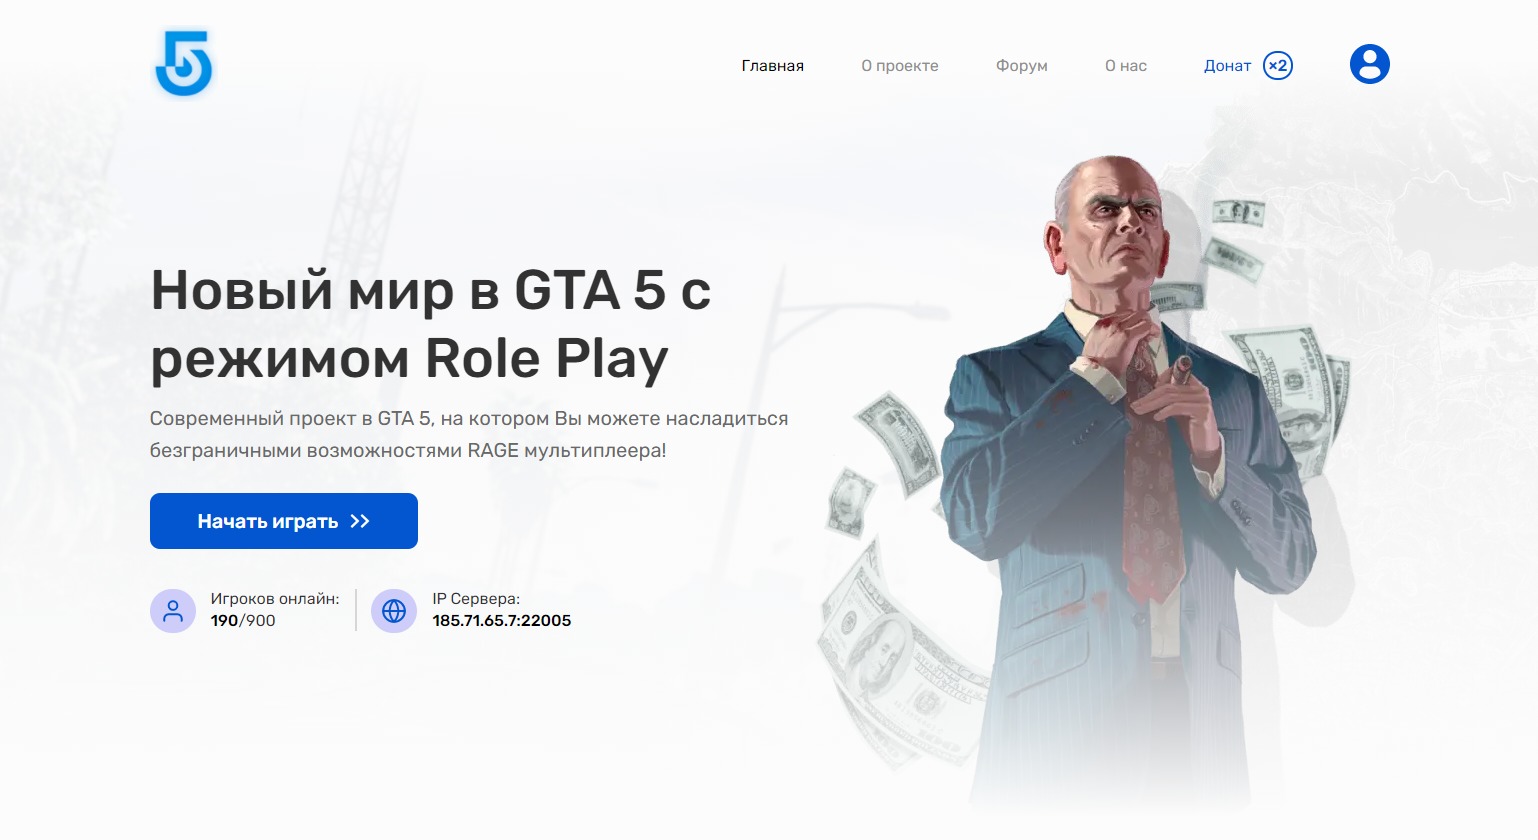 Главная
О проекте
Форум
О нас
Донат ×2
Новый мир в GTA 5 с
режимом Role Play
Современный проект в GTA 5, на котором Вы можете насладиться
безграничными возможностями RAGE мультиплеера!
Начать играть
Игроков онлайн:
190/900
IP Сервера:
185.71.65.7:22005